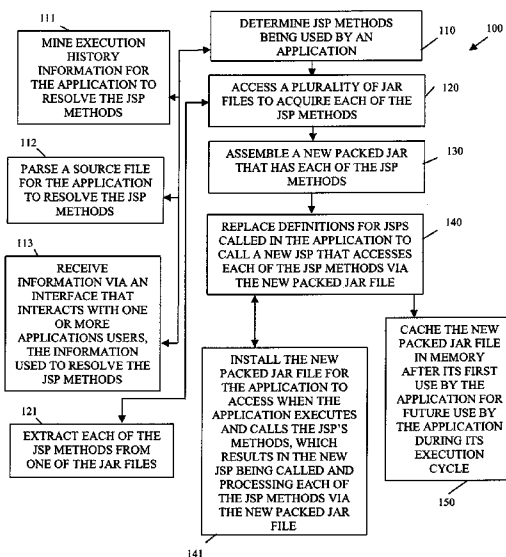 100
110
DETERMINE JSP METHODS
BEING USED BY AN
APPLICATION
111
MINE EXECUTION
HISTORY
INFORMATION FOR
THE APPLICATION TO
RESOLVE THE JSP
METHODS
120
ACCESS A PLURALITY OF JAR
FILES TO ACQUIRE EACH OF THE
JSP METHODS
112
PARSE A SOURCE FILE
FOR THE APPLICATION
TO RESOLVE THE JSP
METHODS
130
ASSEMBLE A NEW PACKED JAR
THAT HAS EACH OF THE JSP
METHODS
140
REPLACE DEFINITIONS FOR JSPS
CALLED IN THE APPLICATION TO
CALL A NEW JSP THAT ACCESSES
EACH OF THE JSP METHODS VIA
THE NEW PACKED JAR FILE
113
RECEIVE
INFORMATION VIA AN
INTERFACE THAT
INTERACTS WITH ONE
OR MORE
APPLICATIONS USERS,
THE INFORMATION
USED TO RESOLVE THE
JSP METHODS
121
EXTRACT EACH OF THE
JSP METHODS FROM
ONE OF THE JAR FILES
INSTALL THE NEW
PACKED JAR FILE FOR
THE APPLICATION TO
ACCESS WHEN THE
APPLICATION EXECUTES
AND CALLS THE JSP'S
METHODS, WHICH
RESULTS IN THE NEW
JSP BEING CALLED AND
PROCESSING EACH OF
THE JSP METHODS VIA
THE NEW PACKED JAR
FILE
141
CACHE THE NEW
PACKED JAR FILE
IN MEMORY
AFTER ITS FIRST
USE BY THE
APPLICATION FOR
FUTURE USE BY
THE APPLICATION
DURING ITS
EXECUTION
CYCLE
150